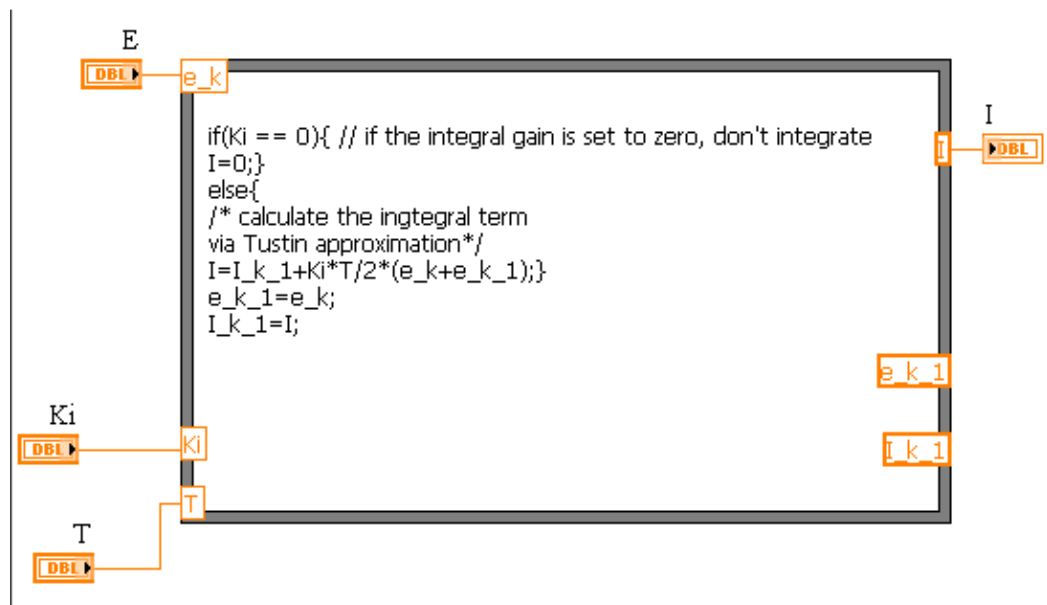 E
DBL
e_k
if(Ki == 0){ // if the integral gain is set to zero, don't integrate
I=0;}
else{
/* calculate the ingtegral term
via Tustin approximation*/
I=I_k_1+Ki*T/2*(e_k+e_k_1);}
e_k_1=e_k;
I_k_1=I;
I
I
DBL
e_k_1
Ki
DBL
Ki
I_k_1
T
T
DBL